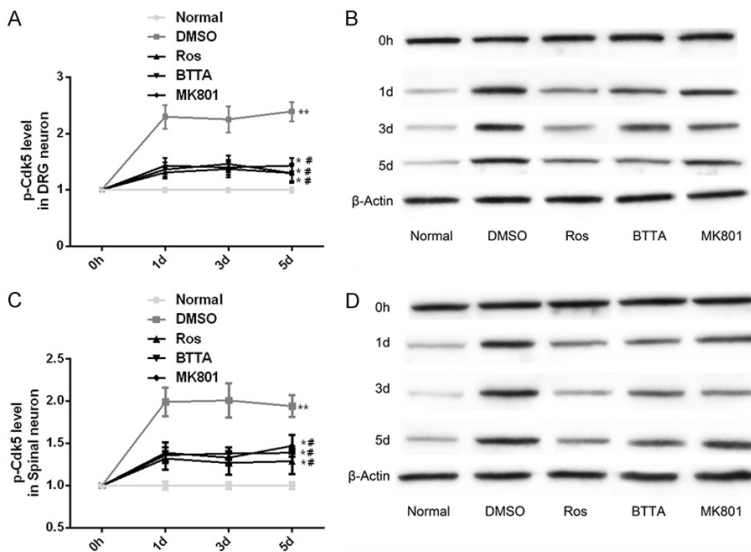 A
Normal
DMSO
Ros
BTTA
MK801
p-Cdk5 level
in DRG neuron
3
2
1
0
0h
1d
3d
5d
**
* #
* #
* #
B
0h
1d
3d
5d
β-Actin
Normal
DMSO
Ros
BTTA
MK801
C
Normal
DMSO
Ros
BTTA
MK801
p-Cdk5 level
in Spinal neuron
2.5
2.0
1.5
1.0
0.5
0h
1d
3d
5d
**
*#
*#
*#
D
0h
1d
3d
5d
β-Actin
Normal
DMSO
Ros
BTTA
MK801